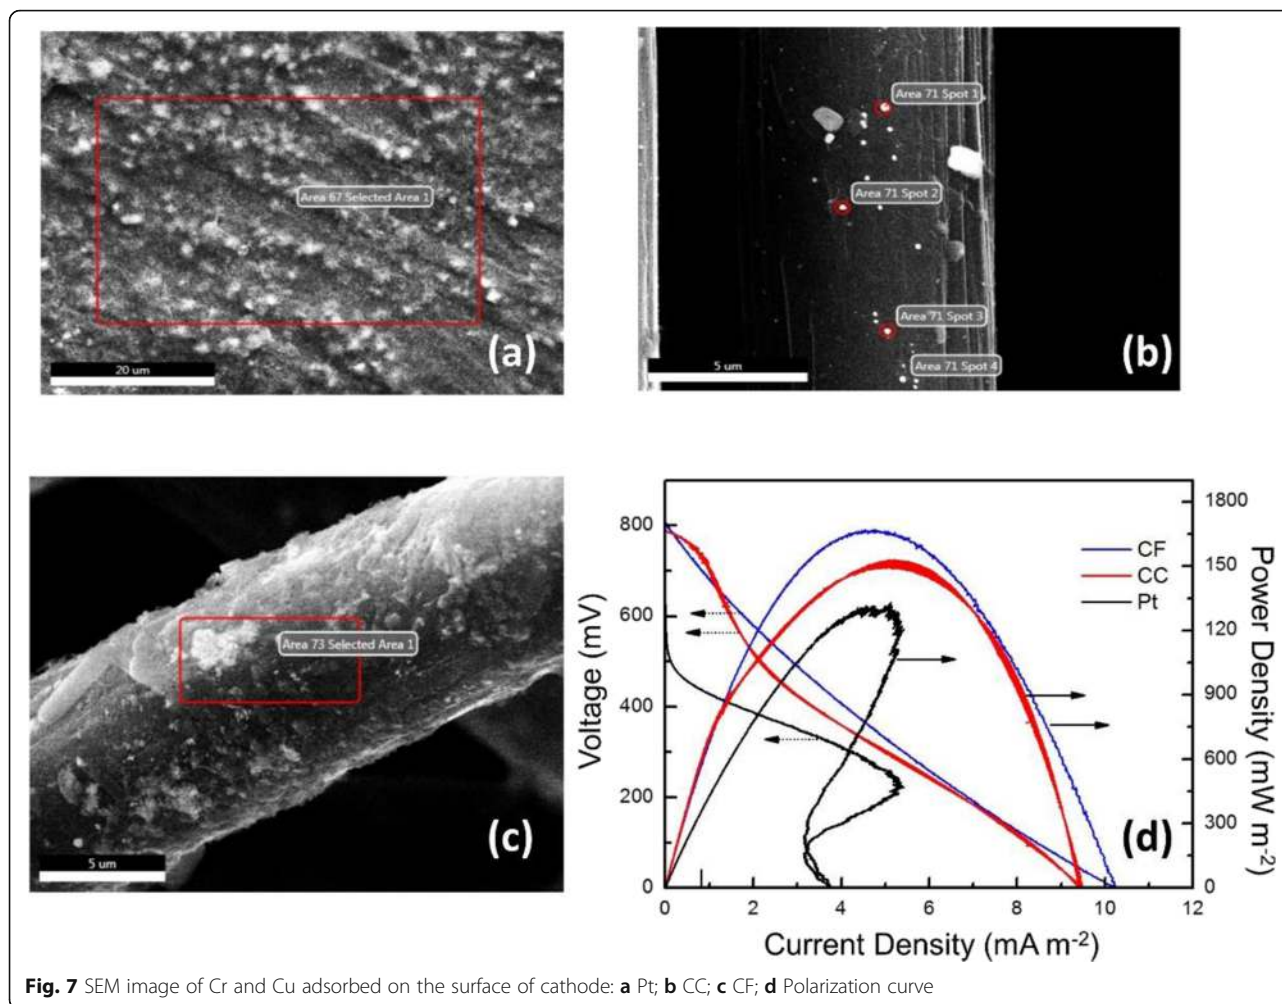 Area 67 Selected Area 1
20 um
(a)
Area 71 Spot 1
Area 71 Spot 2
Area 71 Spot 3
Area 71 Spot 4
5 um
(b)
Area 73 Selected Area 1
5 um
(c)
Voltage (mV)
800
600
400
200
0
0 2 4 6 8 10 12
Current Density (mA m-2)
1800
1500
1200
900
600
300
0
Power Density (mW m-2)
CF
CC
Pt
(d)
Fig. 7 SEM image of Cr and Cu adsorbed on the surface of cathode: a Pt; b CC; c CF; d Polarization curve